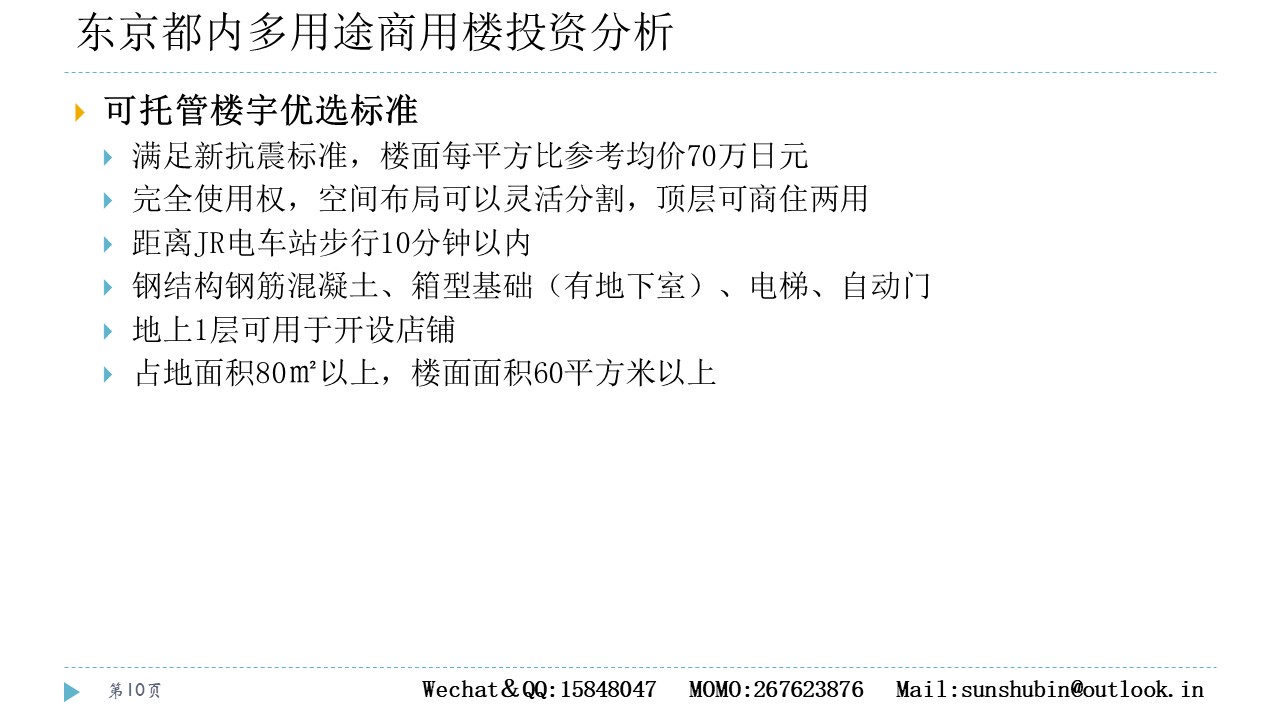 东京都内多用途商用楼投资分析
可托管楼宇优选标准
满足新抗震标准，楼面每平方比参考均价70万日元
完全使用权，空间布局可以灵活分割，顶层可商住两用
距离JR电车站步行10分钟以内
钢结构钢筋混凝土、箱型基础（有地下室）、电梯、自动门
地上1层可用于开设店铺
占地面积80㎡以上，楼面面积60平方米以上
第10页 Wechat＆QQ:15848047 MOMO:267623876 Mail:sunshubin@outlook.in